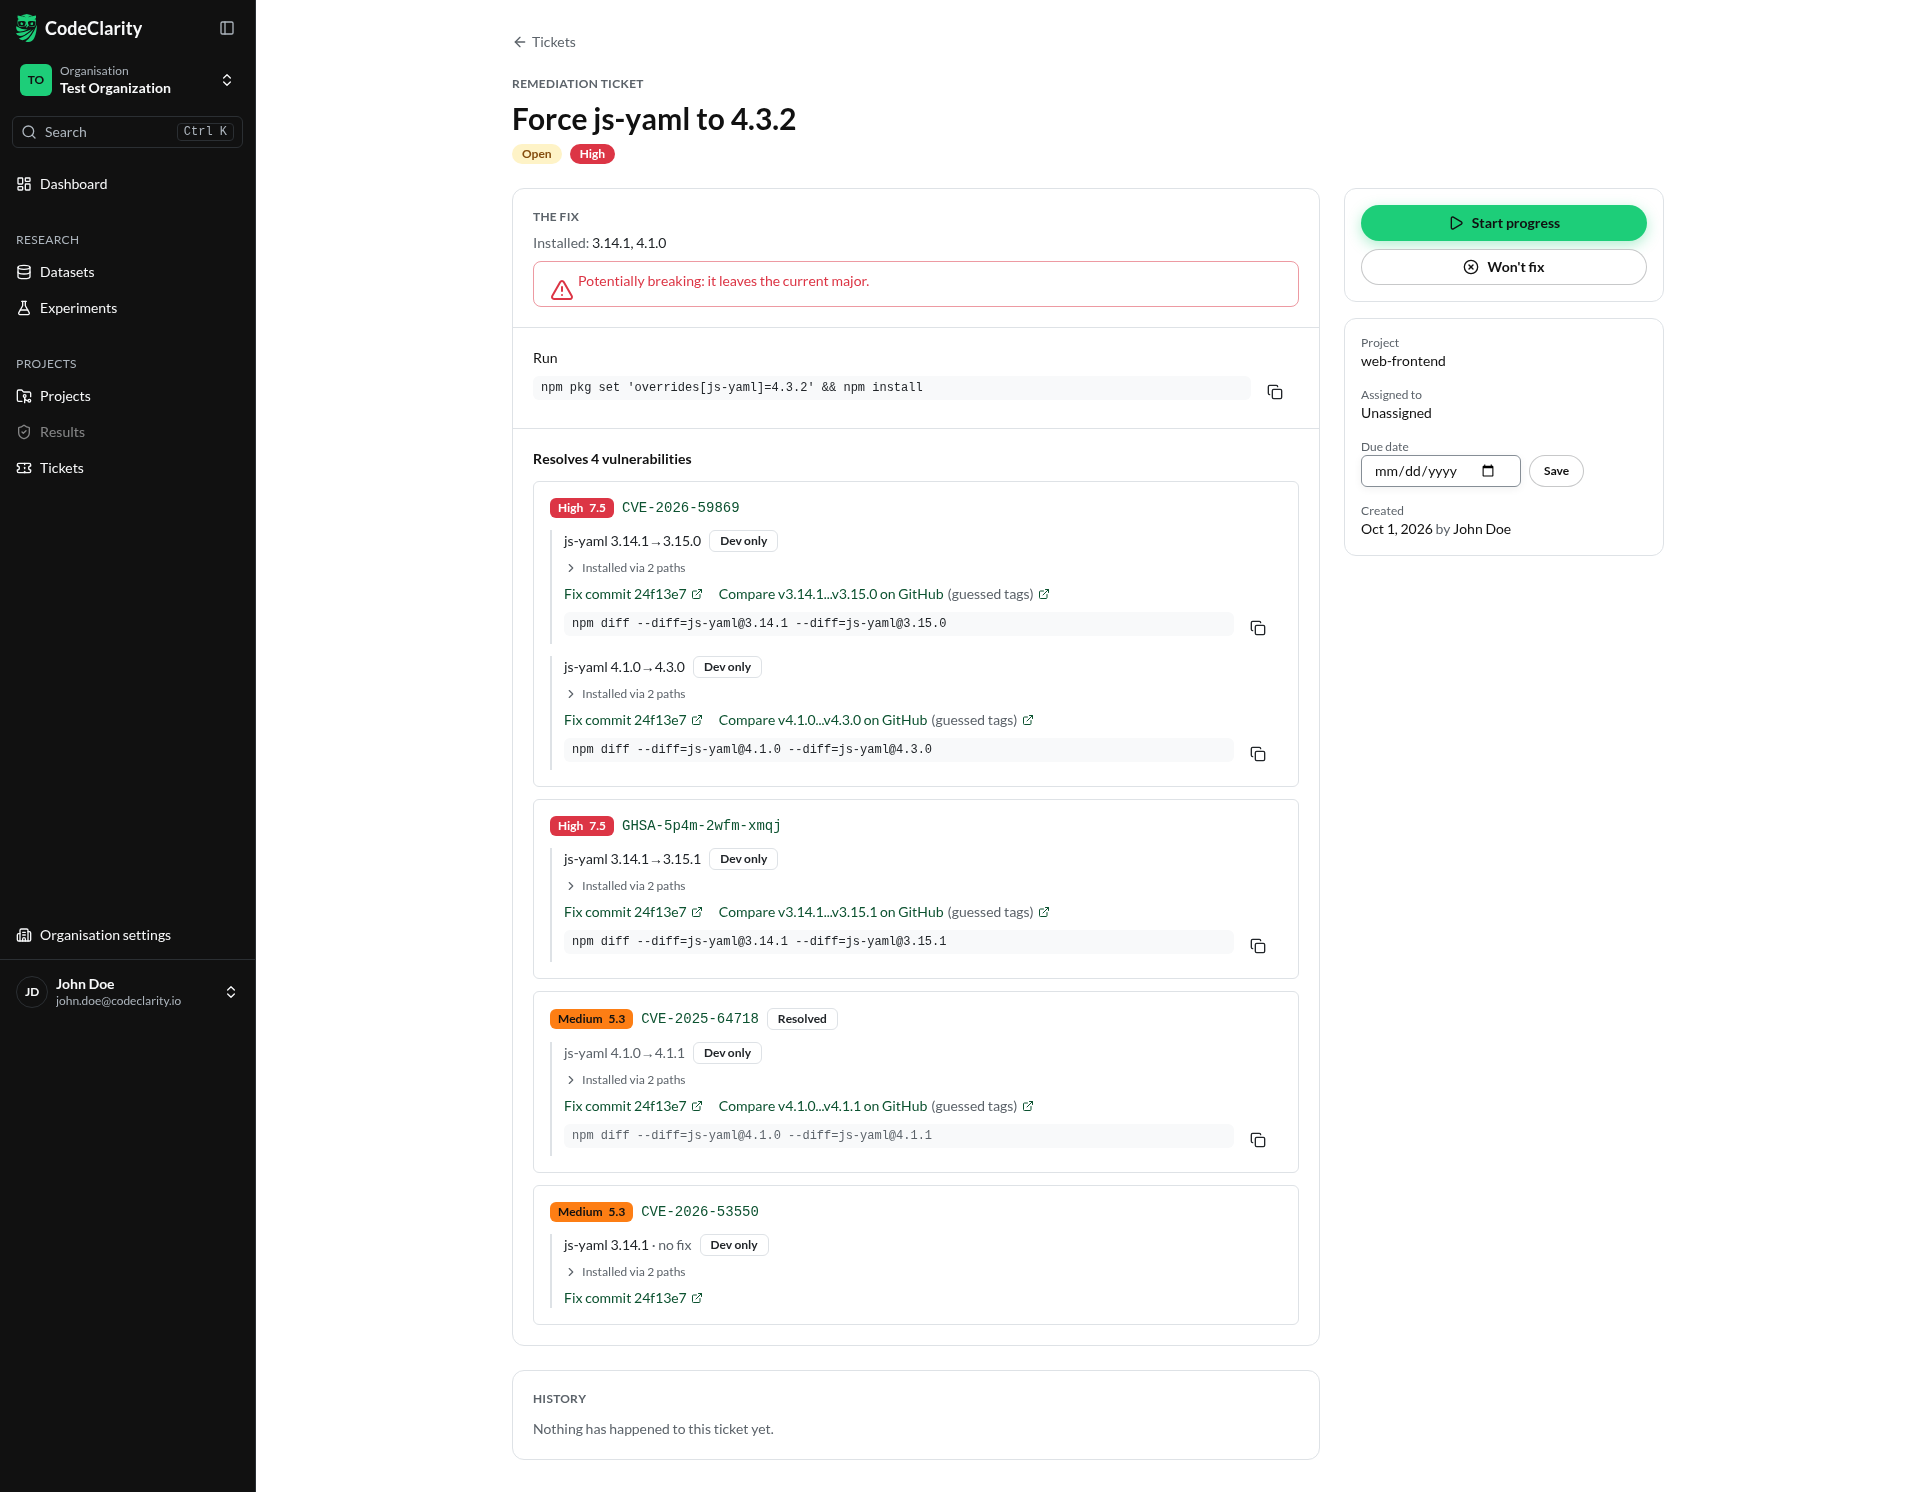 CodeClarity
TO
Organisation
Test Organization
Search
Ctrl K
Dashboard
RESEARCH
Datasets
Experiments
PROJECTS
Projects
Results
Tickets
Organisation settings
JD
John Doe
john.doe@codeclarity.io
Tickets
REMEDIATION TICKET
Force js-yaml to 4.3.2
Open High
THE FIX
Installed: 3.14.1, 4.1.0
Potentially breaking: it leaves the current major.
Run
npm pkg set 'overrides[js-yaml]=4.3.2' && npm install
Resolves 4 vulnerabilities
High 7.5 CVE-2026-59869
js-yaml 3.14.1→3.15.0 Dev only
Installed via 2 paths
Fix commit 24f13e7 Compare v3.14.1...v3.15.0 on GitHub (guessed tags)
npm diff --diff=js-yaml@3.14.1 --diff=js-yaml@3.15.0
js-yaml 4.1.0→4.3.0 Dev only
Installed via 2 paths
Fix commit 24f13e7 Compare v4.1.0...v4.3.0 on GitHub (guessed tags)
npm diff --diff=js-yaml@4.1.0 --diff=js-yaml@4.3.0
High 7.5 GHSA-5p4m-2wfm-xmqj
js-yaml 3.14.1→3.15.1 Dev only
Installed via 2 paths
Fix commit 24f13e7 Compare v3.14.1...v3.15.1 on GitHub (guessed tags)
npm diff --diff=js-yaml@3.14.1 --diff=js-yaml@3.15.1
Medium 5.3 CVE-2025-64718 Resolved
js-yaml 4.1.0→4.1.1 Dev only
Installed via 2 paths
Fix commit 24f13e7 Compare v4.1.0...v4.1.1 on GitHub (guessed tags)
npm diff --diff=js-yaml@4.1.0 --diff=js-yaml@4.1.1
Medium 5.3 CVE-2026-53550
js-yaml 3.14.1 · no fix Dev only
Installed via 2 paths
Fix commit 24f13e7
HISTORY
Nothing has happened to this ticket yet.
Start progress
Won't fix
Project
web-frontend
Assigned to
Unassigned
Due date
mm/dd/yyyy Save
Created
Oct 1, 2026 by John Doe